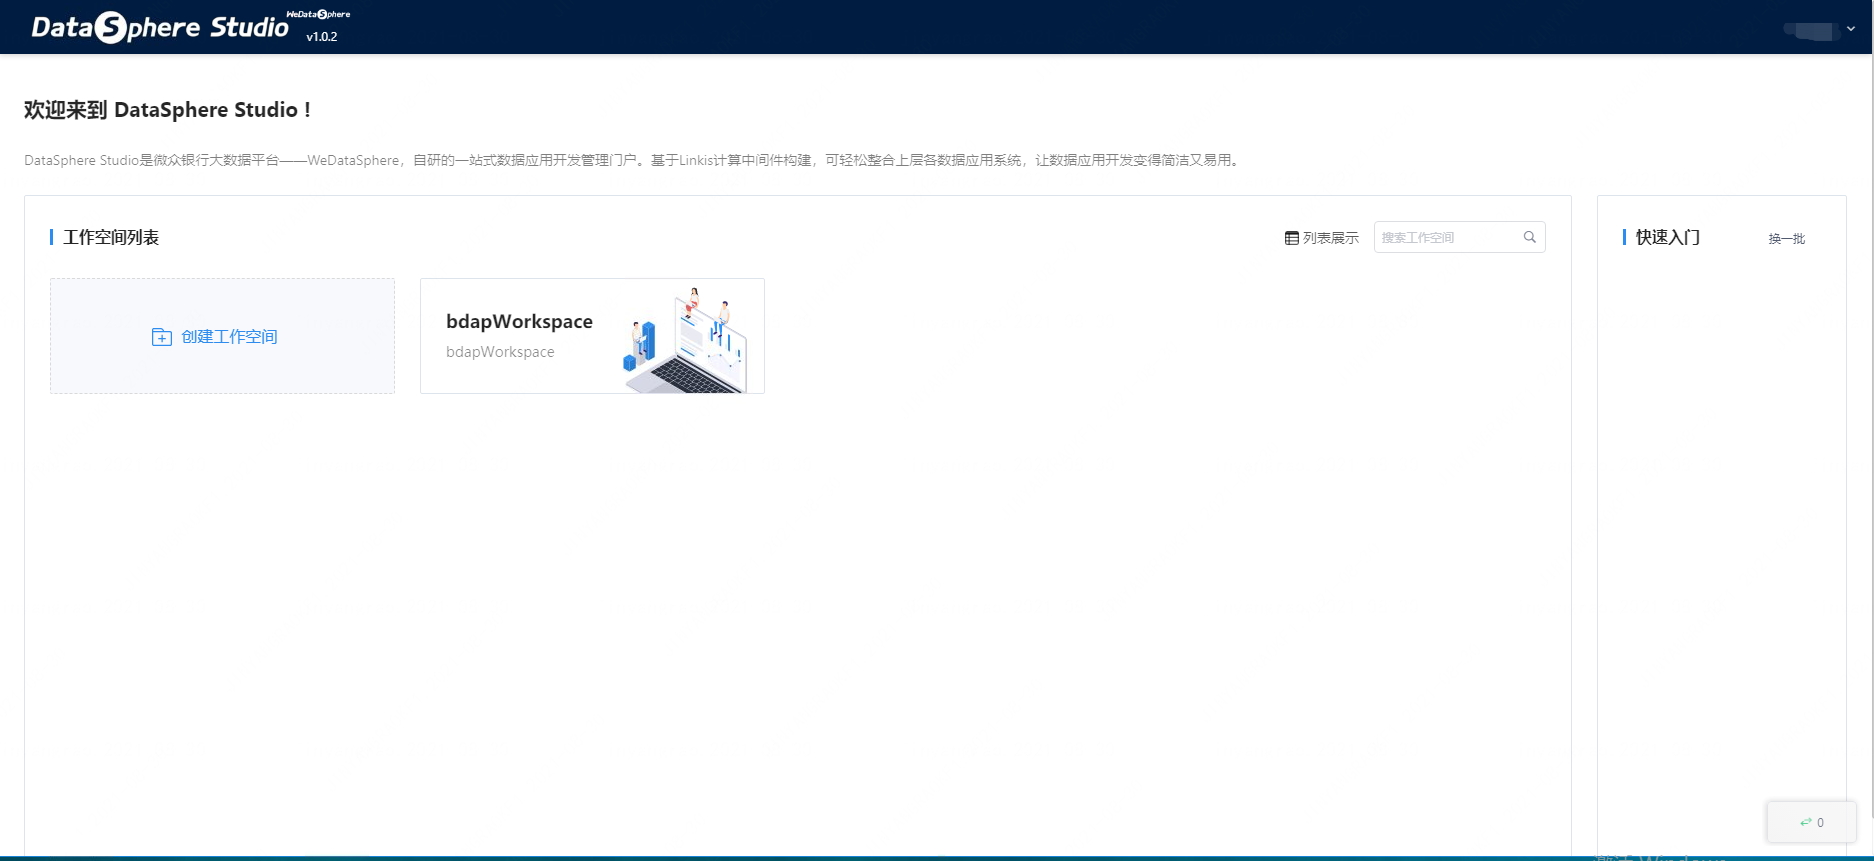 DataSphere Studio
WeDataSphere
v1.0.2
欢迎来到 DataSphere Studio !
DataSphere Studio是微众银行大数据平台——WeDataSphere，自研的一站式数据应用开发管理门户。基于Linkis计算中间件构建，可轻松整合上层各数据应用系统，让数据应用开发变得简洁又易用。
工作空间列表
列表展示
搜索工作空间
快速入门
换一批
创建工作空间
bdapWorkspace
bdapWorkspace
0